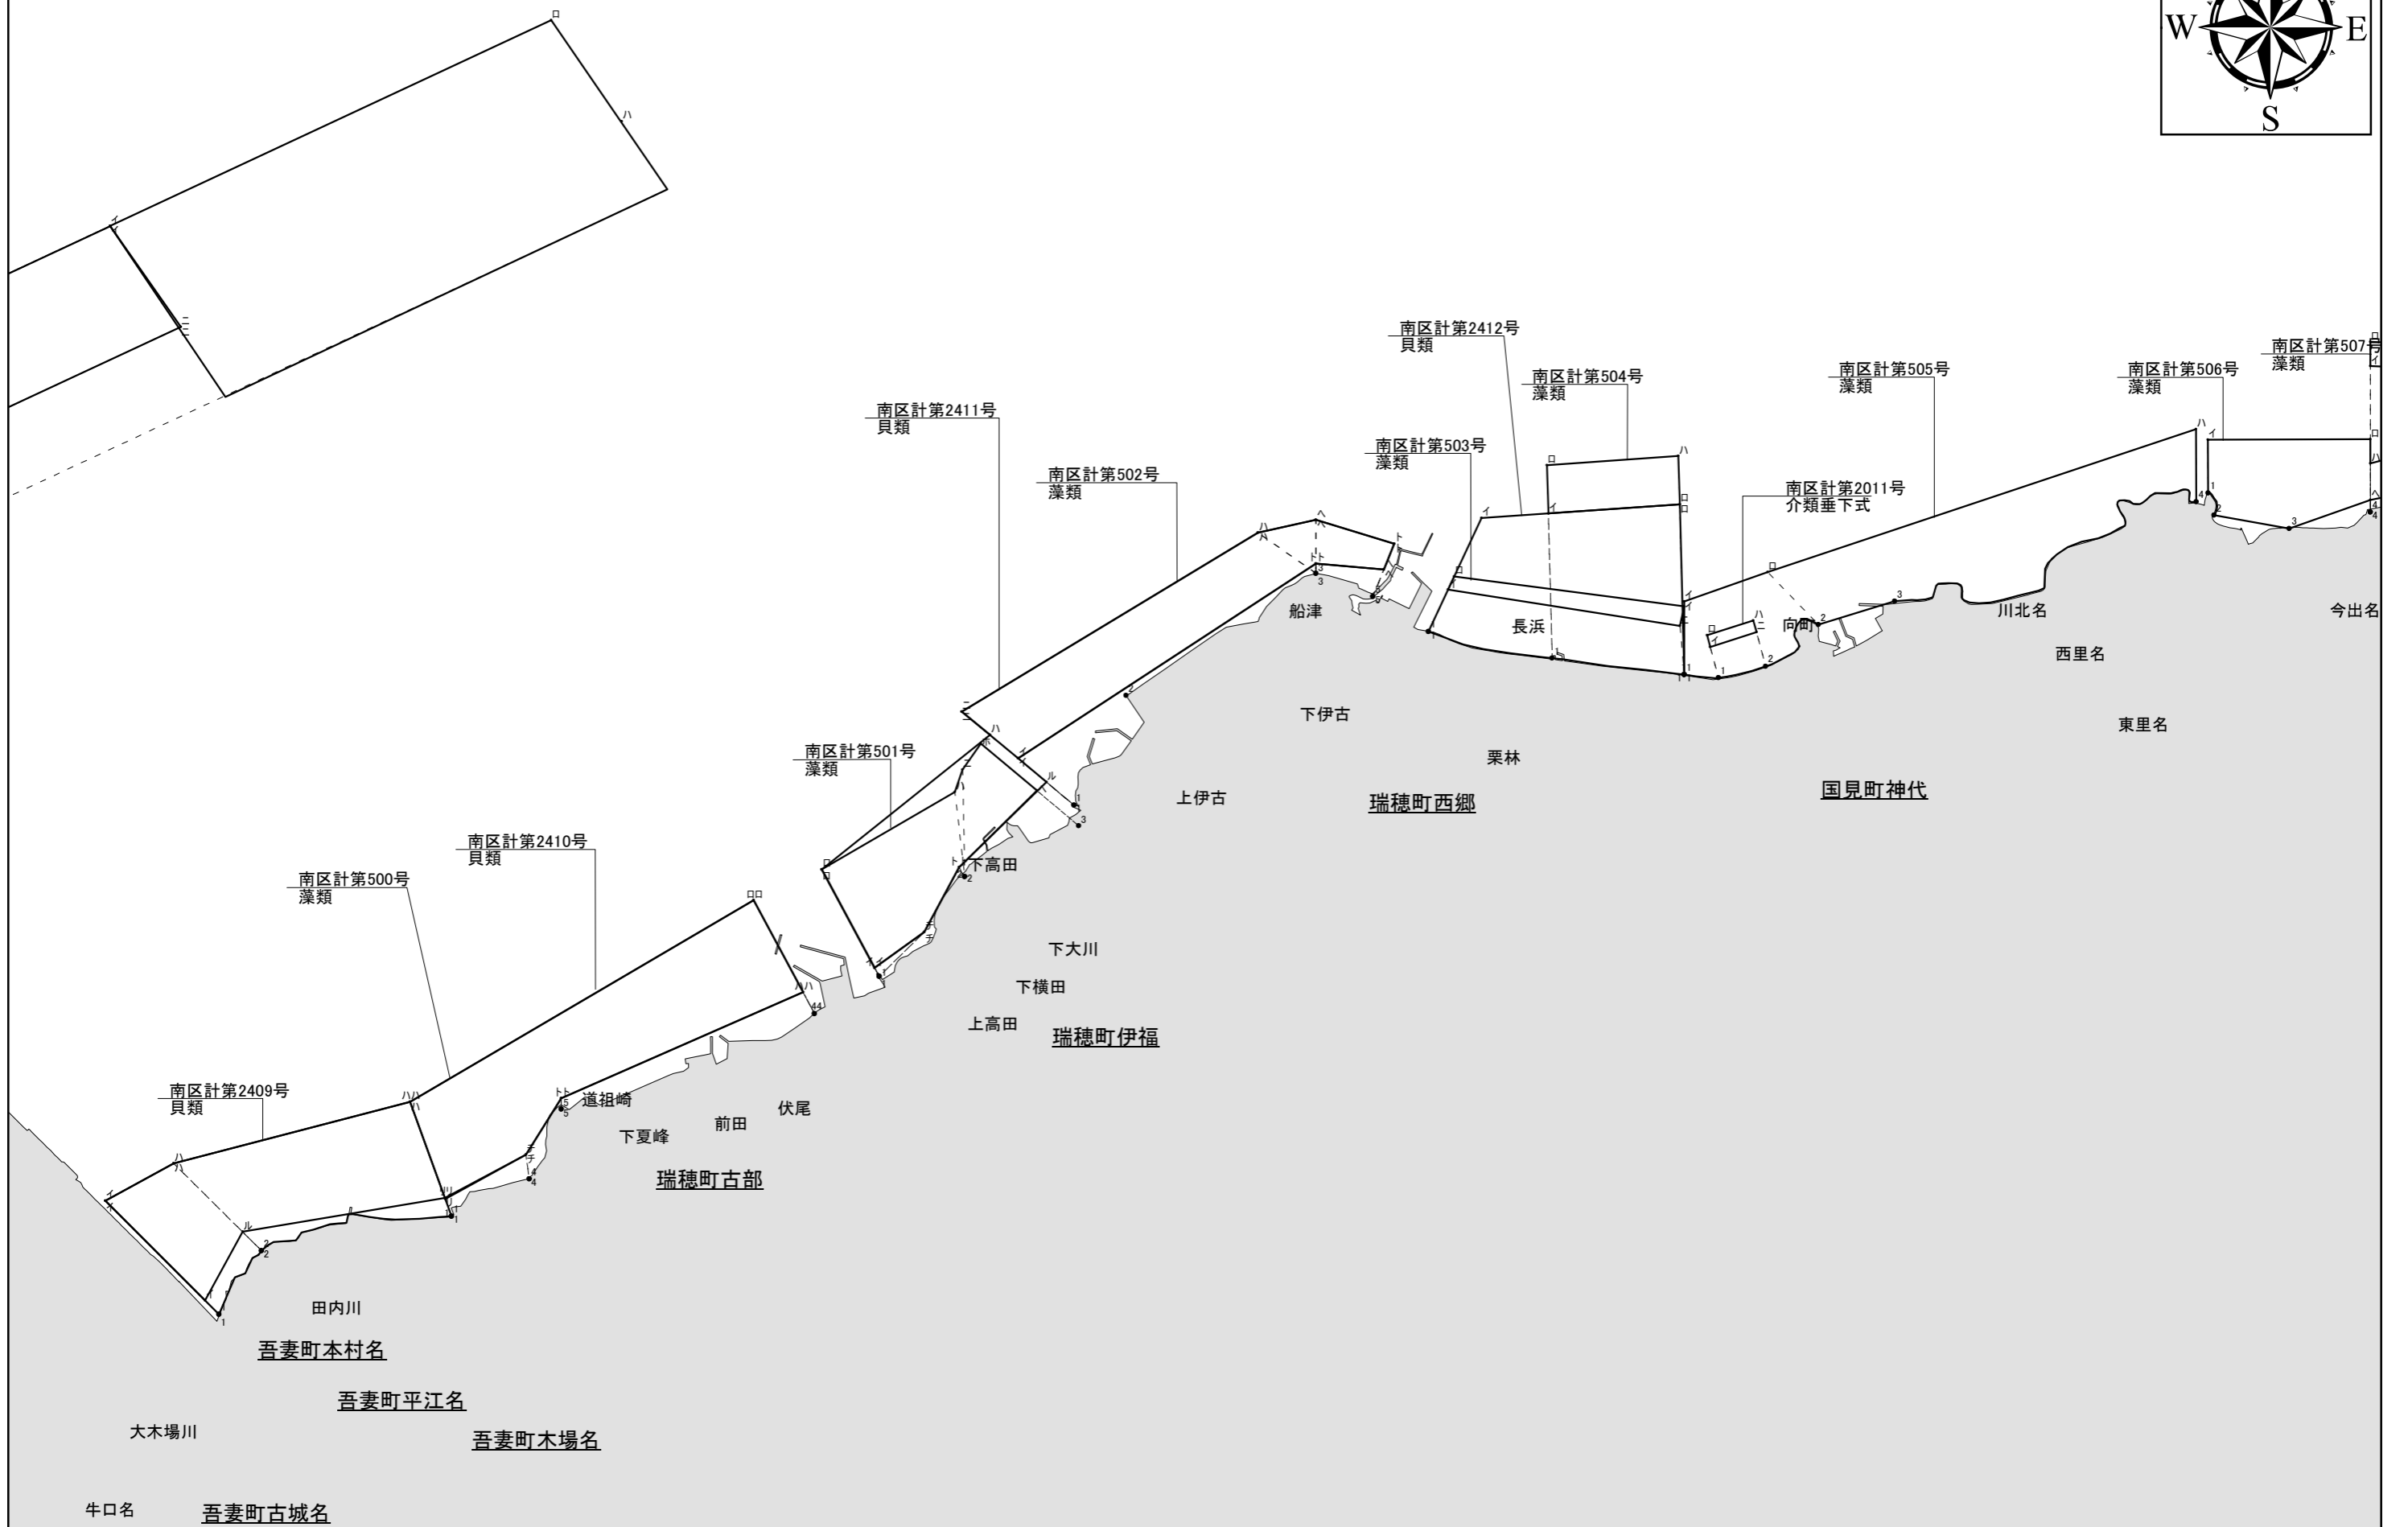 W
E
S
ロ
ハ
イ
イ
ニ
ニ
南区計第2412号
貝類
南区計第504号
藻類
南区計第505号
藻類
南区計第506号
藻類
南区計第507号
藻類
南区計第2411号
貝類
南区計第502号
藻類
南区計第503号
藻類
南区計第2011号
介類垂下式
船津
長浜
向町
川北名
今出名
西里名
東里名
下伊古
栗林
上伊古
瑞穂町西郷
国見町神代
南区計第501号
藻類
南区計第2410号
貝類
南区計第500号
藻類
下高田
下大川
下横田
上高田
瑞穂町伊福
南区計第2409号
貝類
道祖崎
下夏峰
前田
伏尾
瑞穂町古部
田内川
吾妻町本村名
吾妻町平江名
大木場川
吾妻町木場名
牛口名
吾妻町古城名